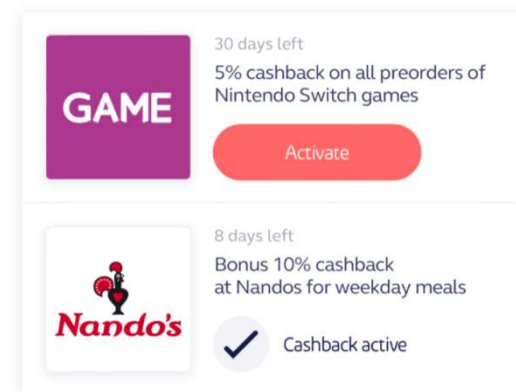 GAME
30 days left
5% cashback on all preorders of
Nintendo Switch games
Activate
Nando's
8 days left
Bonus 10% cashback
at Nandos for weekday meals
Cashback active